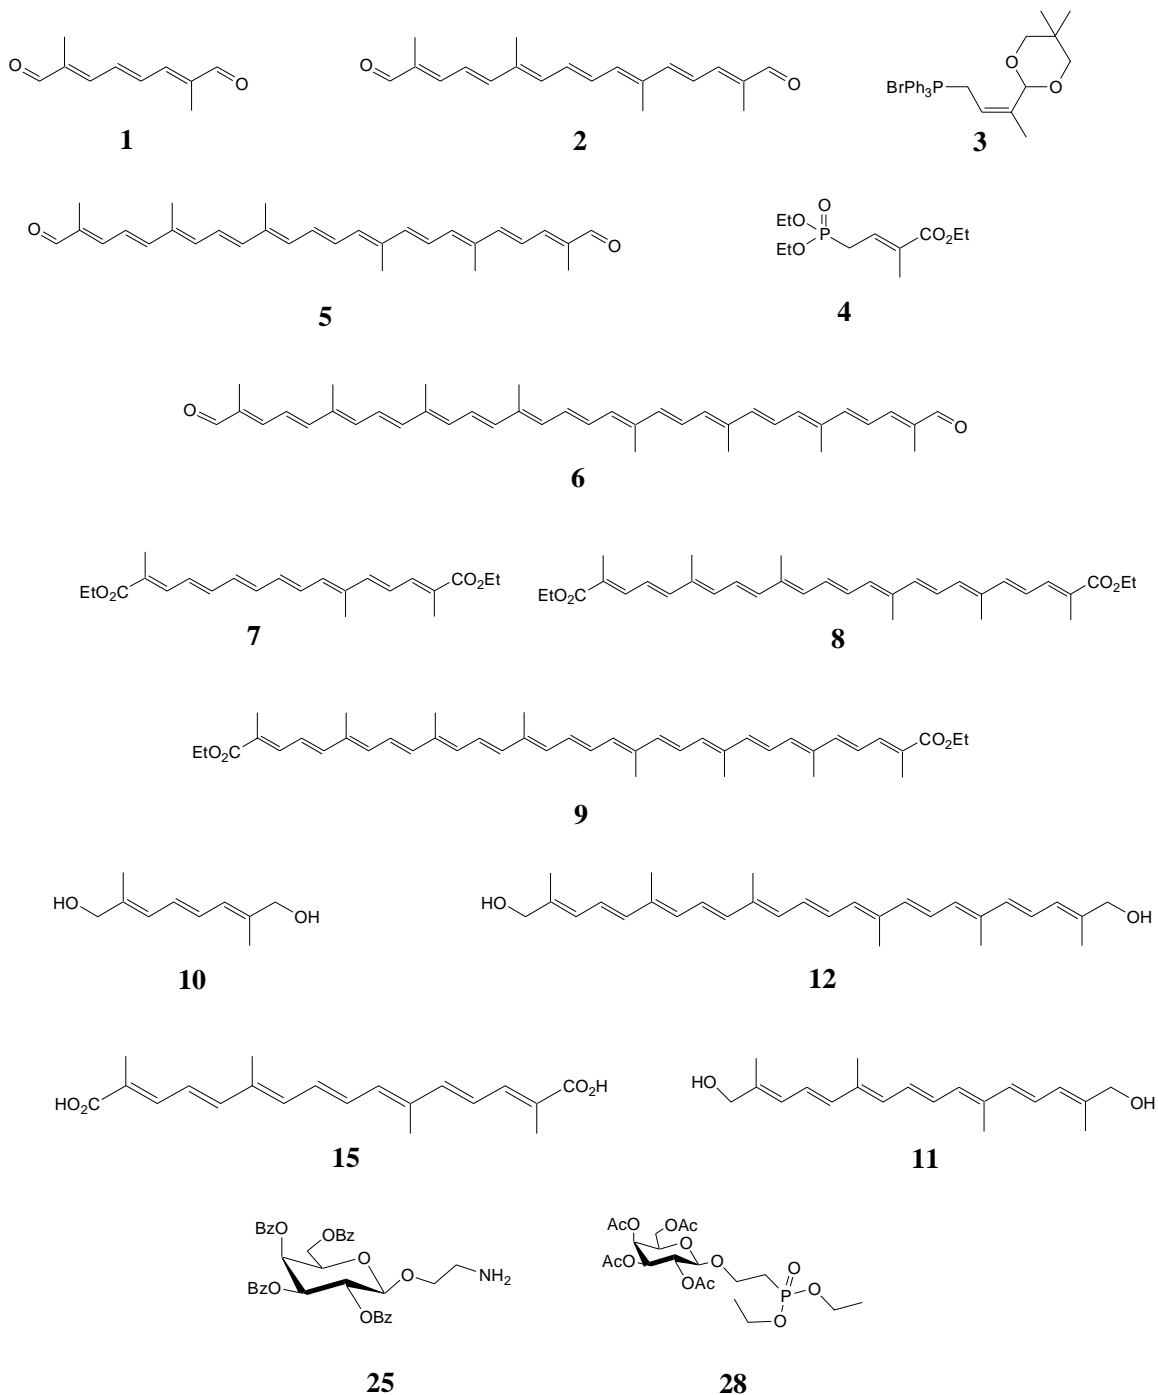 O O
1
O O
2
BrPh₃P O O
3
O O
5
EtO O P EtO CO₂Et
4
O O
6
EtO₂C CO₂Et
7
EtO₂C CO₂Et
8
EtO₂C CO₂Et
9
HO OH
10
HO OH
12
HO₂C CO₂H
15
HO OH
11
BzO OBz O BzO OBz O NH₂
25
AcO OAc O AcO OAc O O P O O
28